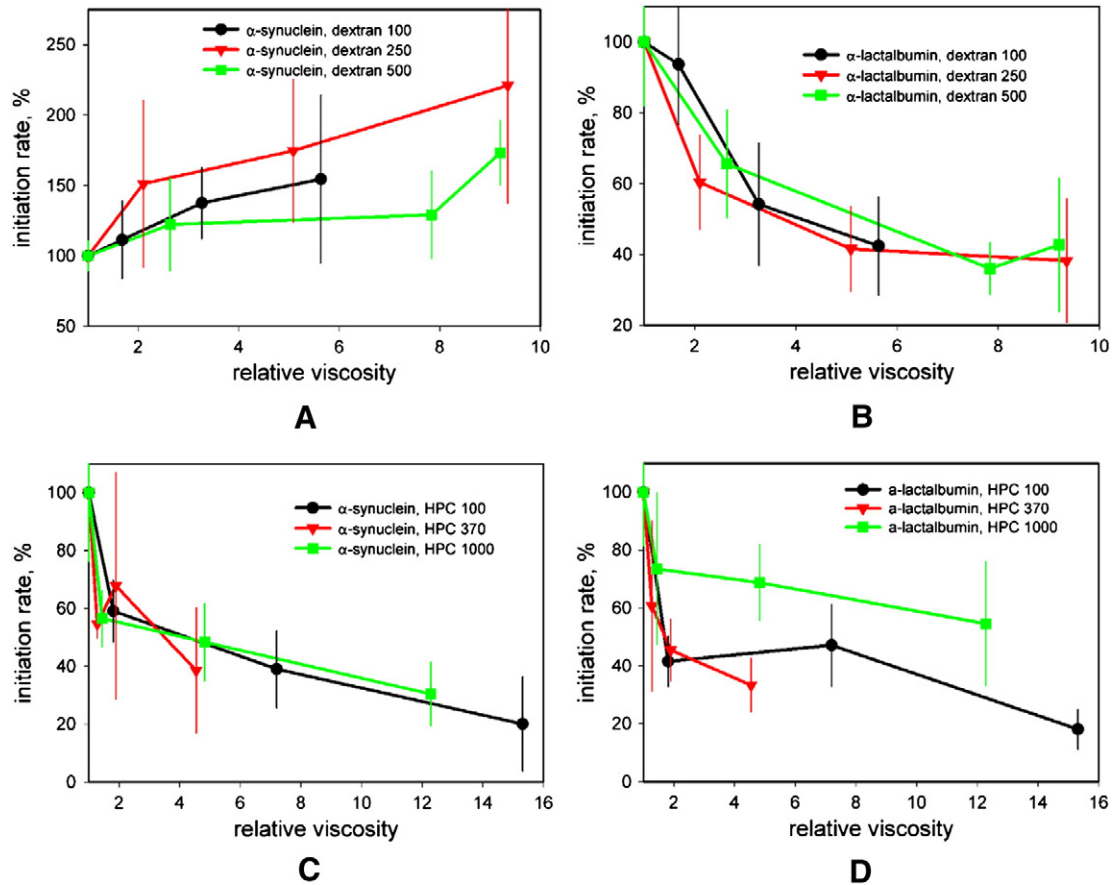 α-synuclein, dextran 100
α-synuclein, dextran 250
α-synuclein, dextran 500
250
200
150
100
50
initiation rate, %
2 4 6 8 10
relative viscosity
A
α-lactalbumin, dextran 100
α-lactalbumin, dextran 250
α-lactalbumin, dextran 500
100
80
60
40
20
initiation rate, %
2 4 6 8 10
relative viscosity
B
α-synuclein, HPC 100
α-synuclein, HPC 370
α-synuclein, HPC 1000
100
80
60
40
20
0
initiation rate, %
2 4 6 8 10 12 14 16
relative viscosity
C
a-lactalbumin, HPC 100
a-lactalbumin, HPC 370
a-lactalbumin, HPC 1000
100
80
60
40
20
0
initiation rate, %
2 4 6 8 10 12 14 16
relative viscosity
D